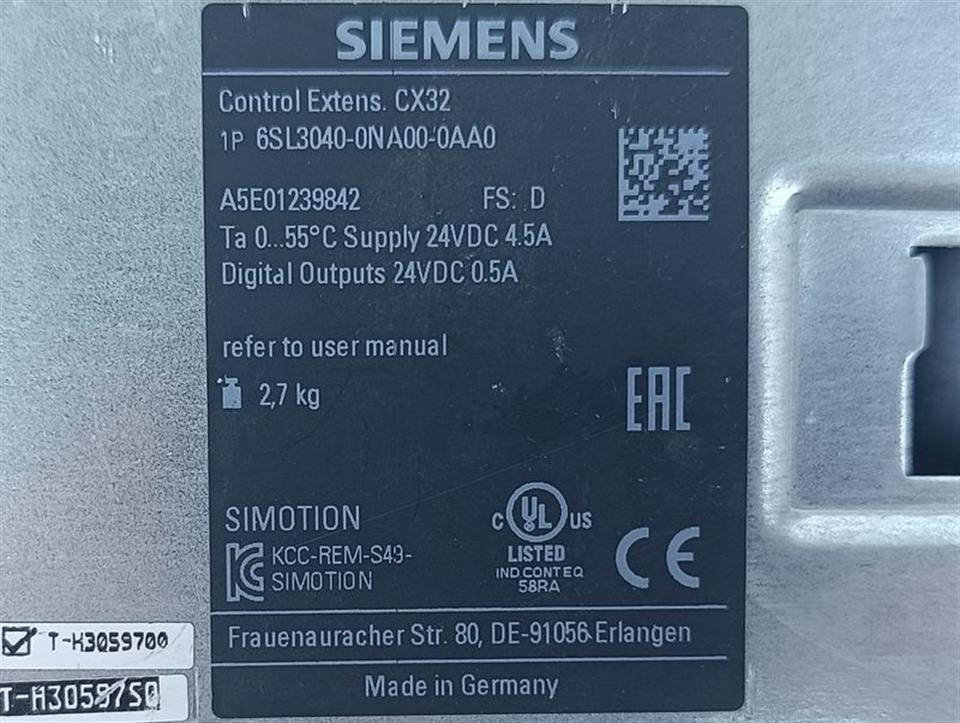 SIEMENS
Control Extens. CX32
1P 6SL3040-0NA00-0AA0
A5E01239842 FS: D
Ta 0...55°C Supply 24VDC 4.5A
Digital Outputs 24VDC 0.5A
refer to user manual
2,7 kg
EAC
SIMOTION
KCC-REM-S49-
SIMOTION
C UL US
LISTED
IND CONT EQ
58RA
CE
Frauenauracher Str. 80, DE-91056 Erlangen
Made in Germany
T-H3059700